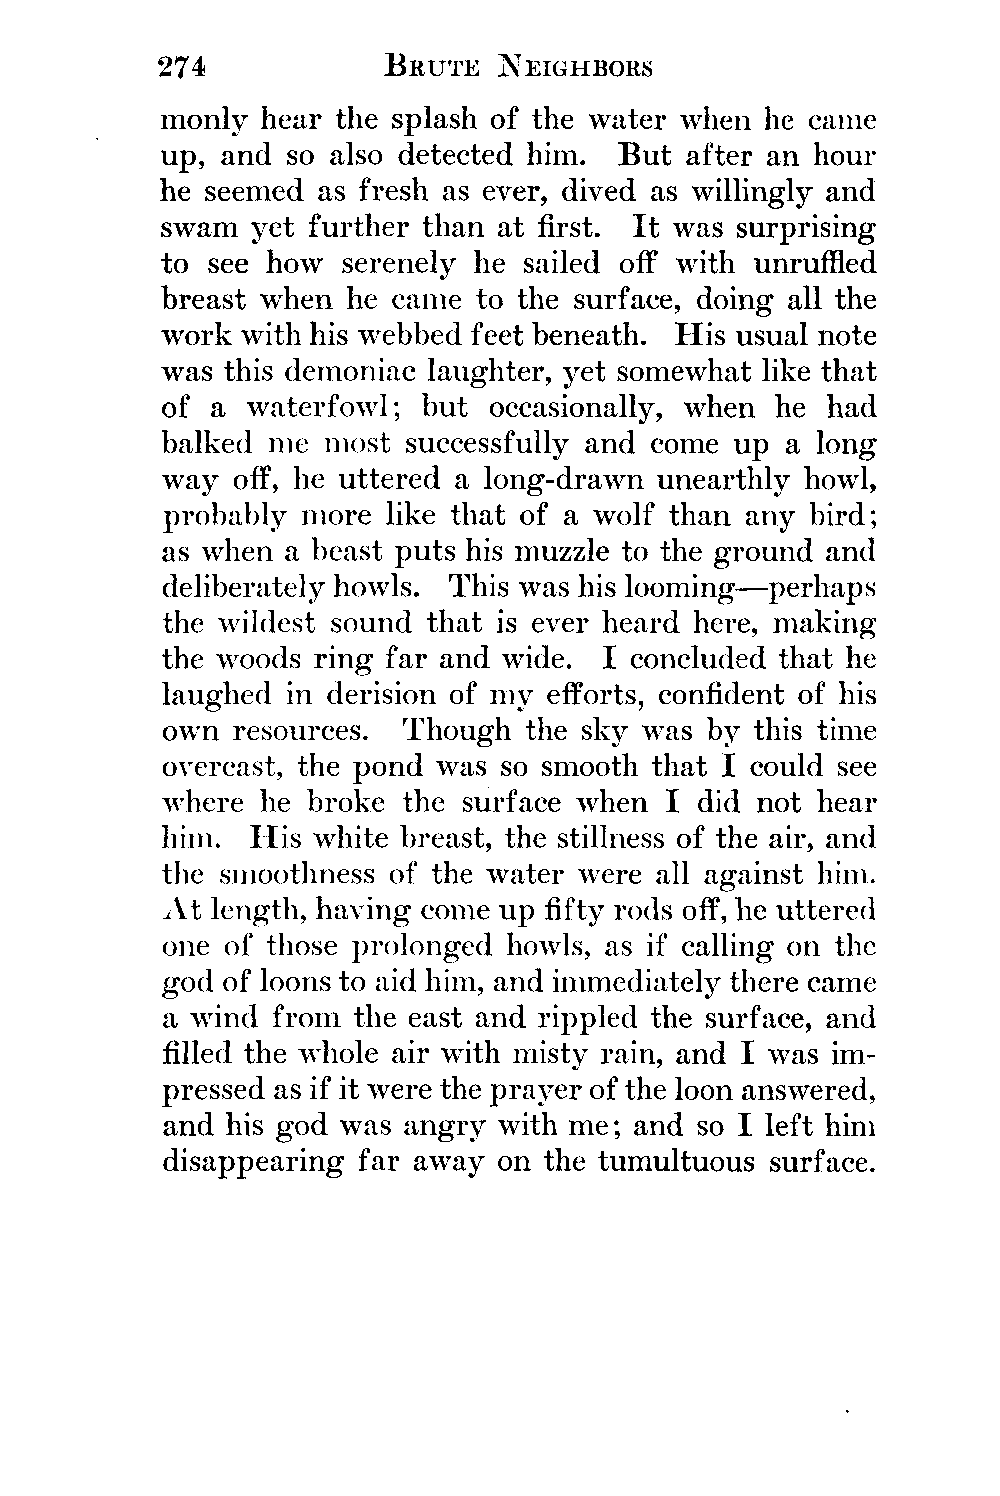 274 BRUTE NEIGHBORS
monly hear the splash of the water when he came
up, and so also detected him. But after an hour
he seemed as fresh as ever, dived as willingly and
swam yet further than at first. It was surprising
to see how serenely he sailed off with unruffled
breast when he came to the surface, doing all the
work with his webbed feet beneath. His usual note
was this demoniac laughter, yet somewhat like that
of a waterfowl; but occasionally, when he had
balked me most successfully and come up a long
way off, he uttered a long-drawn unearthly howl,
probably more like that of a wolf than any bird;
as when a beast puts his muzzle to the ground and
deliberately howls. This was his looming—perhaps
the wildest sound that is ever heard here, making
the woods ring far and wide. I concluded that he
laughed in derision of my efforts, confident of his
own resources. Though the sky was by this time
overcast, the pond was so smooth that I could see
where he broke the surface when I did not hear
him. His white breast, the stillness of the air, and
the smoothness of the water were all against him.
At length, having come up fifty rods off, he uttered
one of those prolonged howls, as if calling on the
god of loons to aid him, and immediately there came
a wind from the east and rippled the surface, and
filled the whole air with misty rain, and I was im-
pressed as if it were the prayer of the loon answered,
and his god was angry with me; and so I left him
disappearing far away on the tumultuous surface.